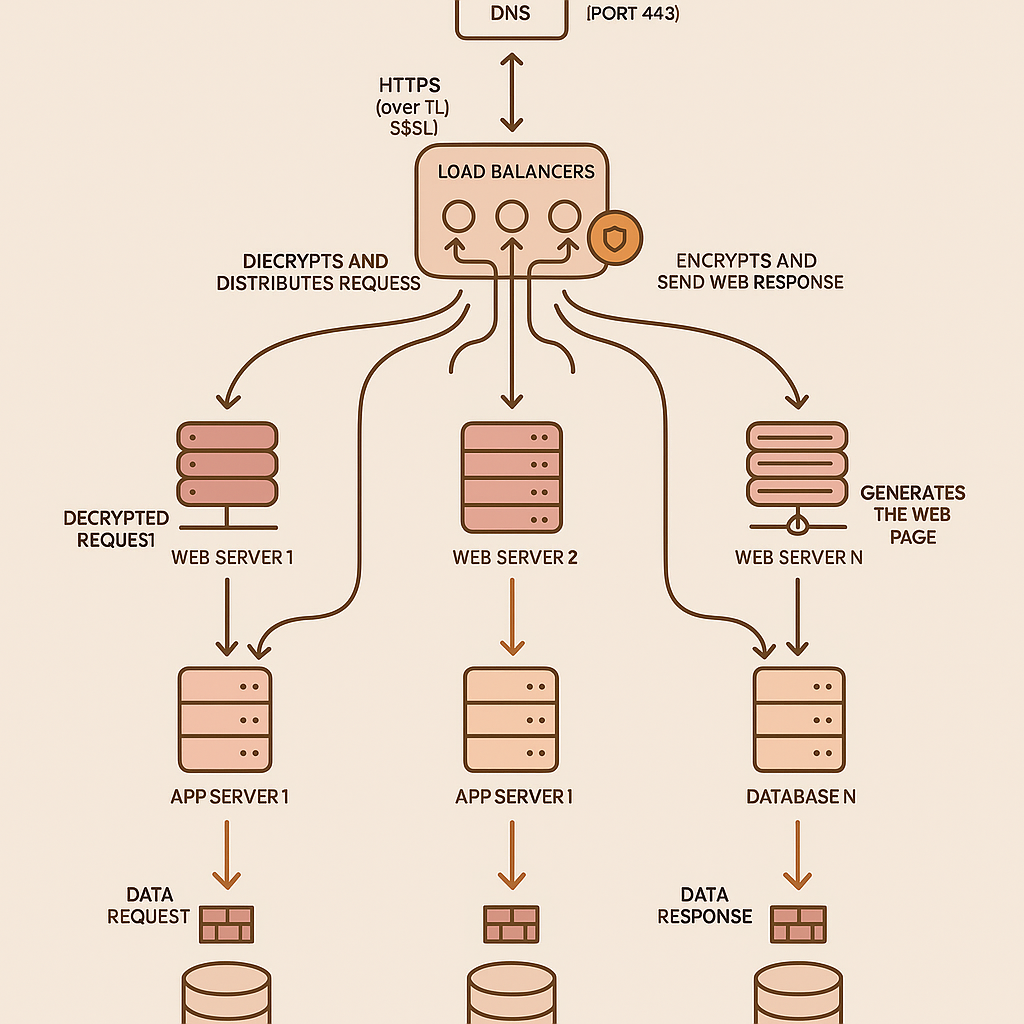 DNS
[PORT 443)
HTTPS
(over TL)
S$SL)
LOAD BALANCERS
DIECRYPTS AND
DISTRIBUTES REQUESS
ENCRYPTS AND
SEND WEB RESPONSE
DECRYPTED
REQUES1
WEB SERVER 1
WEB SERVER 2
WEB SERVER N
GENERATES
THE WEB
PAGE
APP SERVER 1
APP SERVER 1
DATABASE N
DATA
REQUEST
DATA
RESPONSE